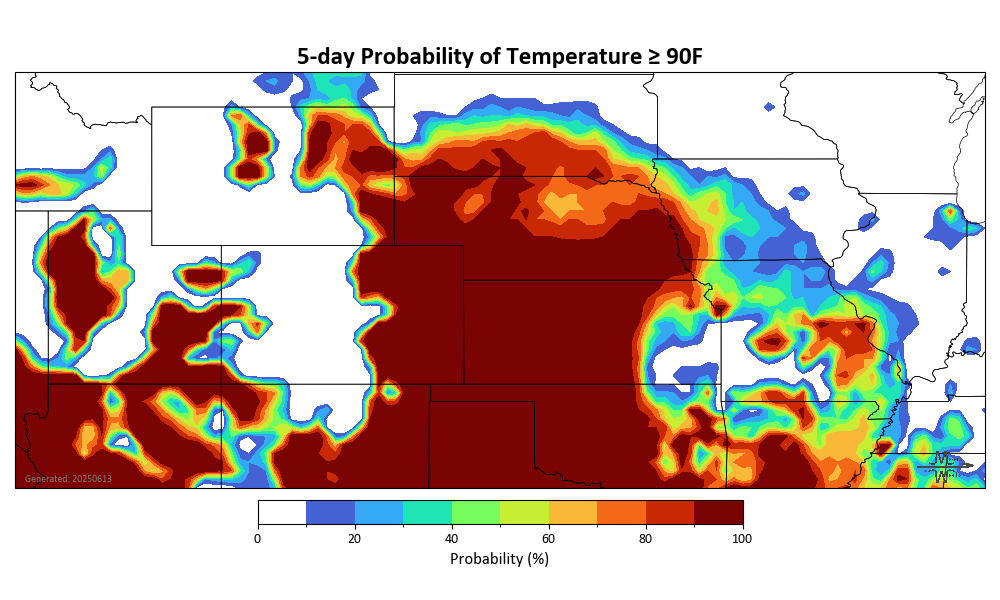 5-day Probability of Temperature ≥ 90F
Generated: 20250613
0 20 40 60 80 100
Probability (%)